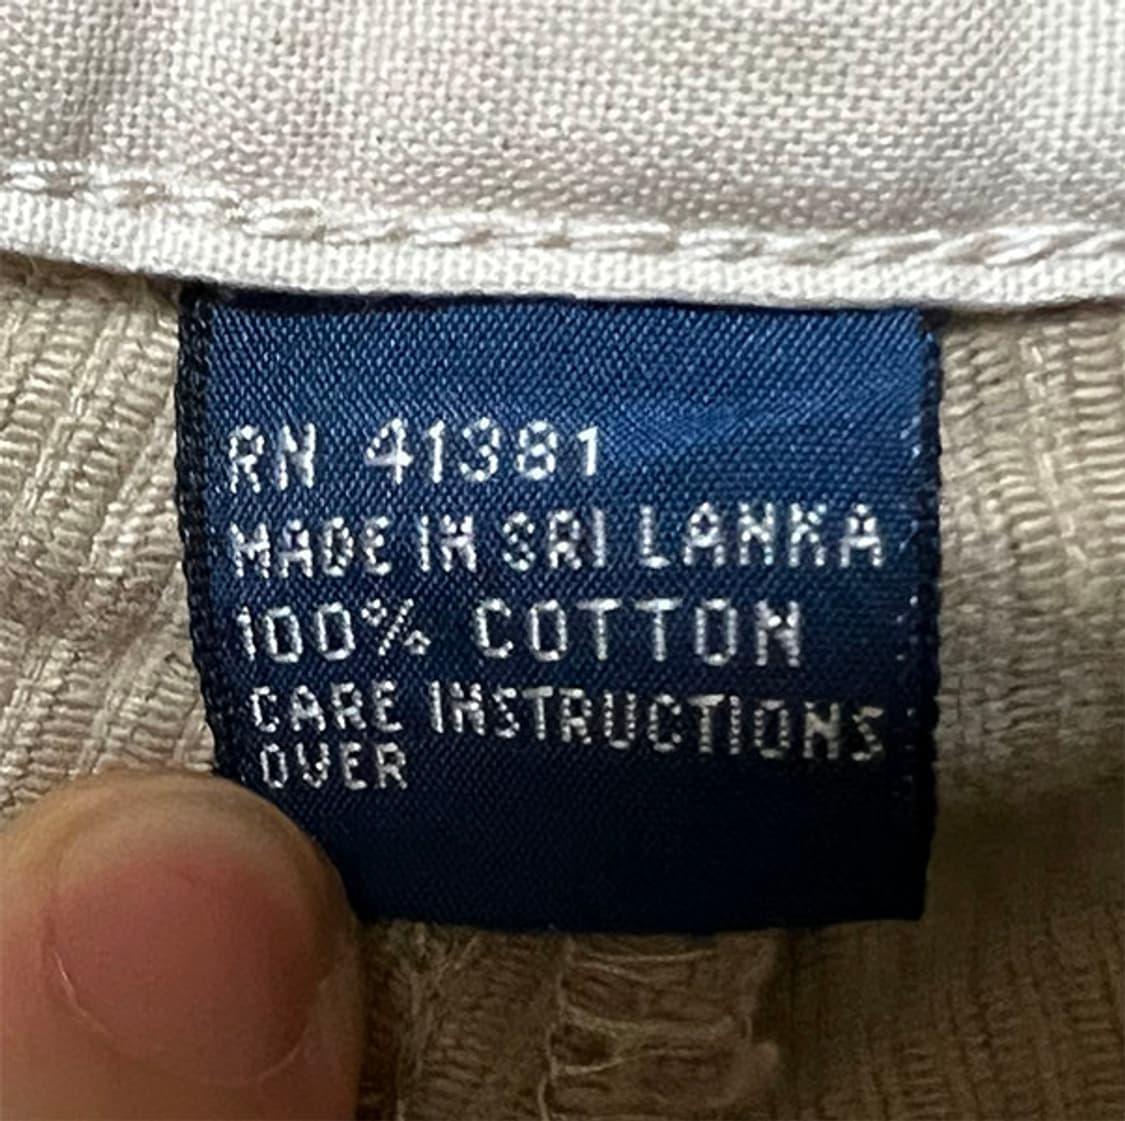 RN 41381
MADE IN SRI LANKA
100% COTTON
CARE INSTRUCTIONS
OVER